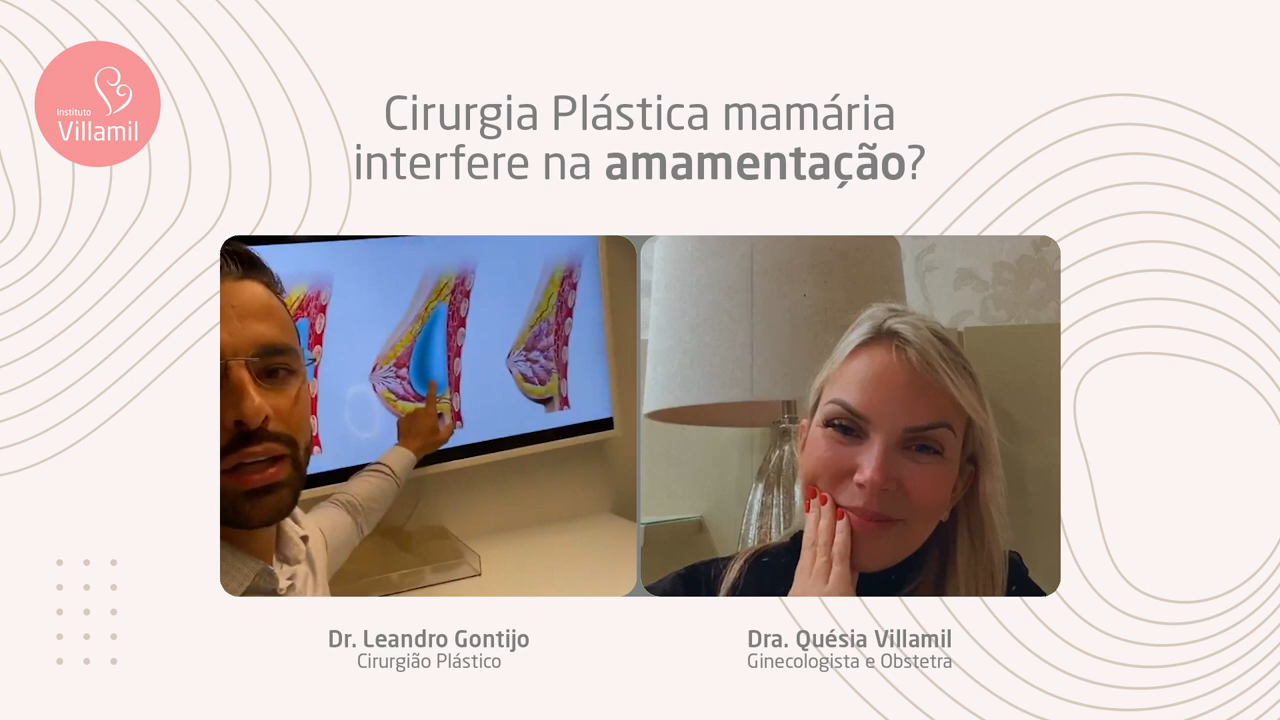 Instituto
Villamil
Cirurgia Plástica mamária
interfere na amamentação?
Dr. Leandro Gontijo
Cirurgião Plástico
Dra. Quésia Villamil
Ginecologista e Obstetra